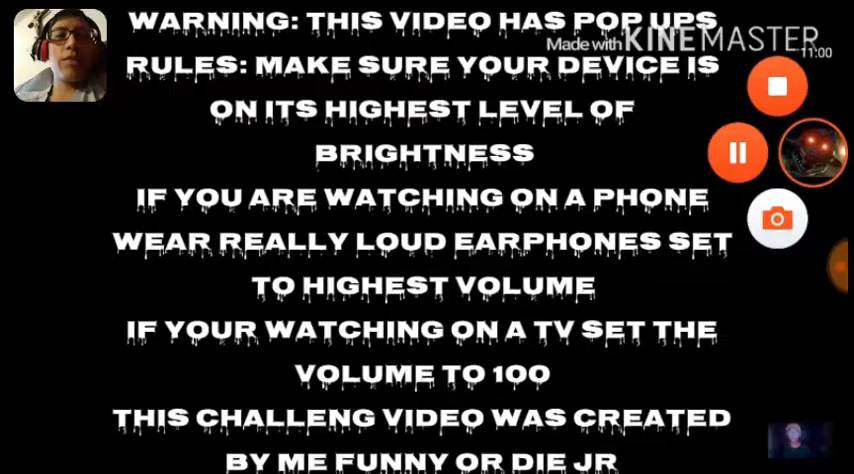 WARNING: THIS VIDEO HAS POP UPS
Made with KINEMASTER
11:00
RULES: MAKE SURE YOUR DEVICE IS
ON ITS HIGHEST LEVEL OF
BRIGHTNESS
IF YOU ARE WATCHING ON A PHONE
WEAR REALLY LOUD EARPHONES SET
TO HIGHEST VOLUME
IF YOUR WATCHING ON A TV SET THE
VOLUME TO 100
THIS CHALLENG VIDEO WAS CREATED
BY ME FUNNY OR DIE JR